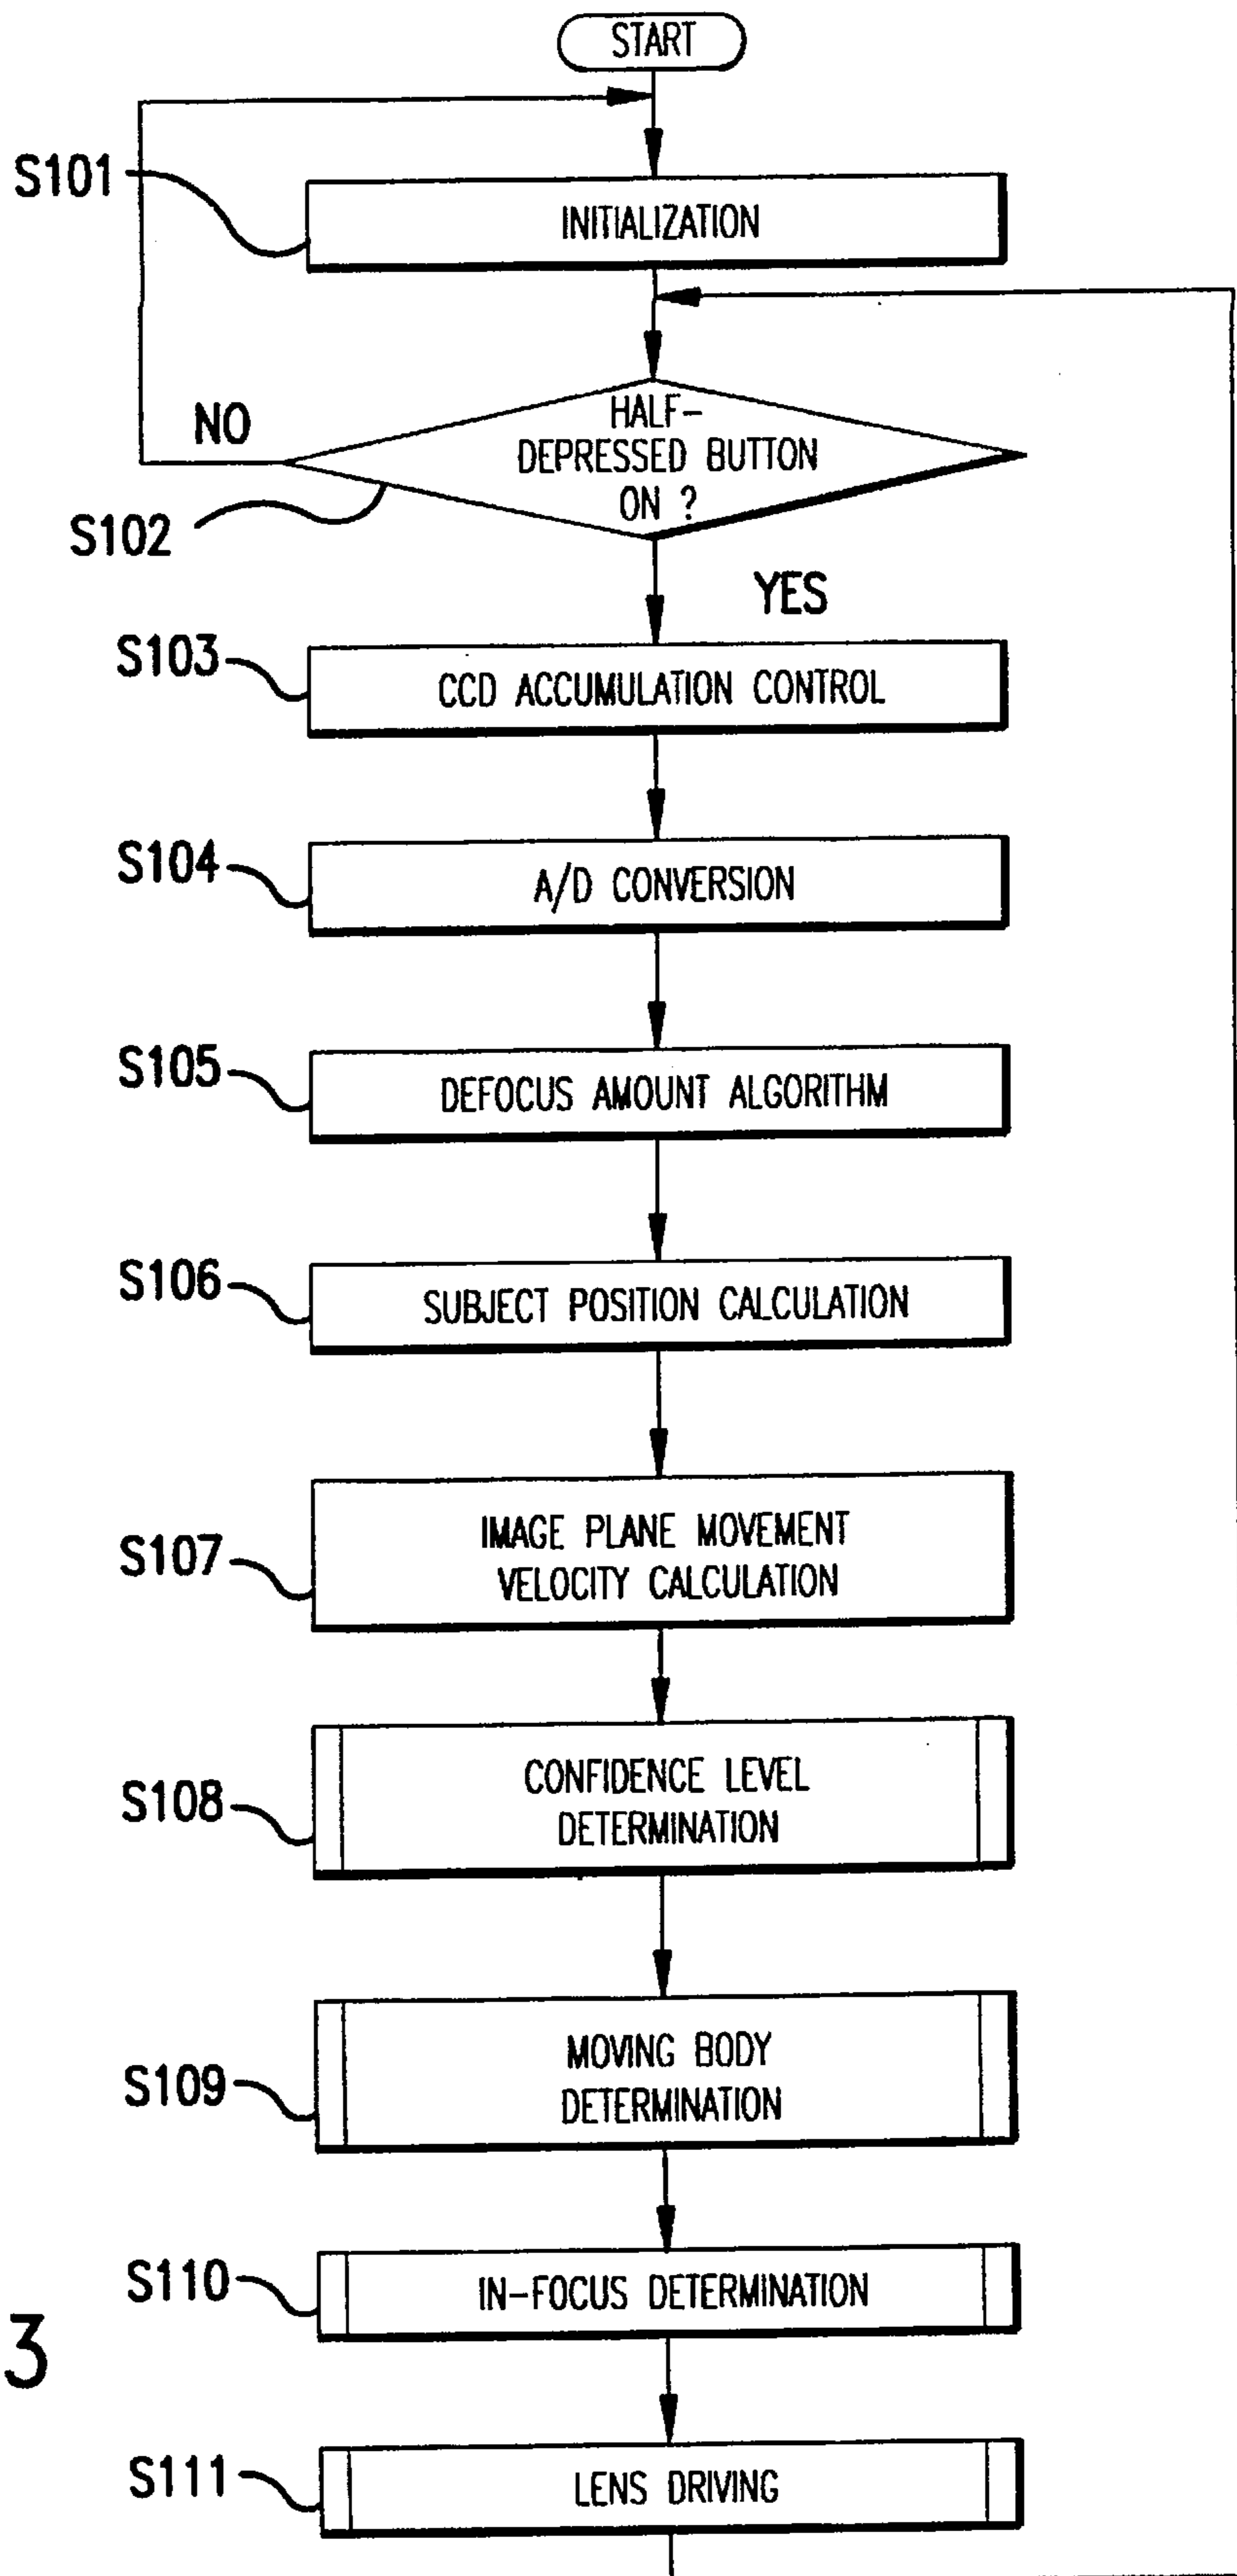 START
S101
INITIALIZATION
NO
HALF-
DEPRESSED BUTTON
ON ?
S102
YES
S103
CCD ACCUMULATION CONTROL
S104
A/D CONVERSION
S105
DEFOCUS AMOUNT ALGORITHM
S106
SUBJECT POSITION CALCULATION
S107
IMAGE PLANE MOVEMENT
VELOCITY CALCULATION
S108
CONFIDENCE LEVEL
DETERMINATION
S109
MOVING BODY
DETERMINATION
S110
IN-FOCUS DETERMINATION
3
S111
LENS DRIVING